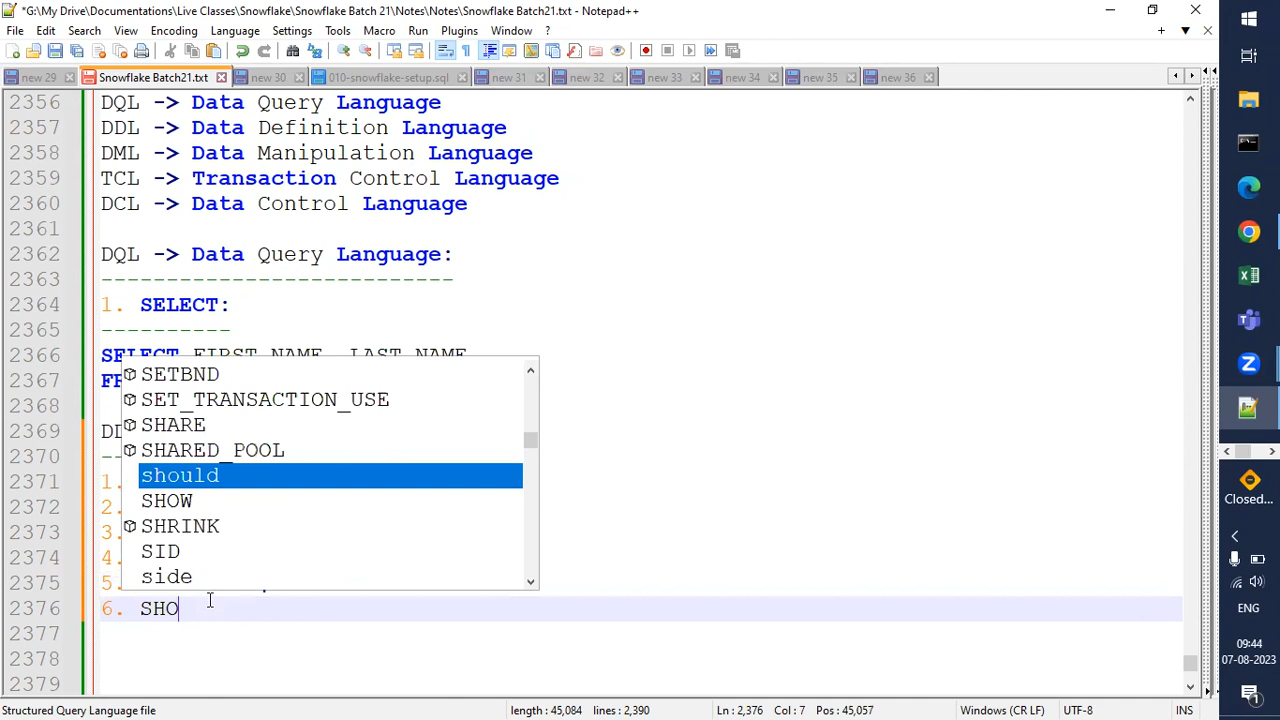 *G:\My Drive\Documents\Live Classes\Snowflake\Snowflake Batch 21\Notes\Notes\Snowflake Batch21.txt - Notepad++
File Edit Search View Encoding Language Settings Tools Macro Run Plugins Window ?
new 29 Snowflake Batch21.txt new 30 010-snowflake-setup.sql new 31 new 32 new 33 new 34 new 35 new 36
2356 DQL -> Data Query Language
2357 DDL -> Data Definition Language
2358 DML -> Data Manipulation Language
2359 TCL -> Transaction Control Language
2360 DCL -> Data Control Language
2361
2362 DQL -> Data Query Language:
2363 ---------------------------
2364 1. SELECT:
2365 ----------
2366 SELECT FIRST_NAME, LAST_NAME
2367
2368
2369
2370
2371 1.
2372 2.
2373 3.
2374 4.
2375 5.
2376 6. SHO
2377
2378
2379
SETBND
SET_TRANSACTION_USE
SHARE
SHARED_POOL
should
SHOW
SHRINK
SID
side
Structured Query Language file length : 45,084 lines : 2,390 Ln : 2,376 Col : 7 Pos : 45,057 Windows (CR LF) UTF-8 INS
Closed...
ENG
09:44
07-08-2023